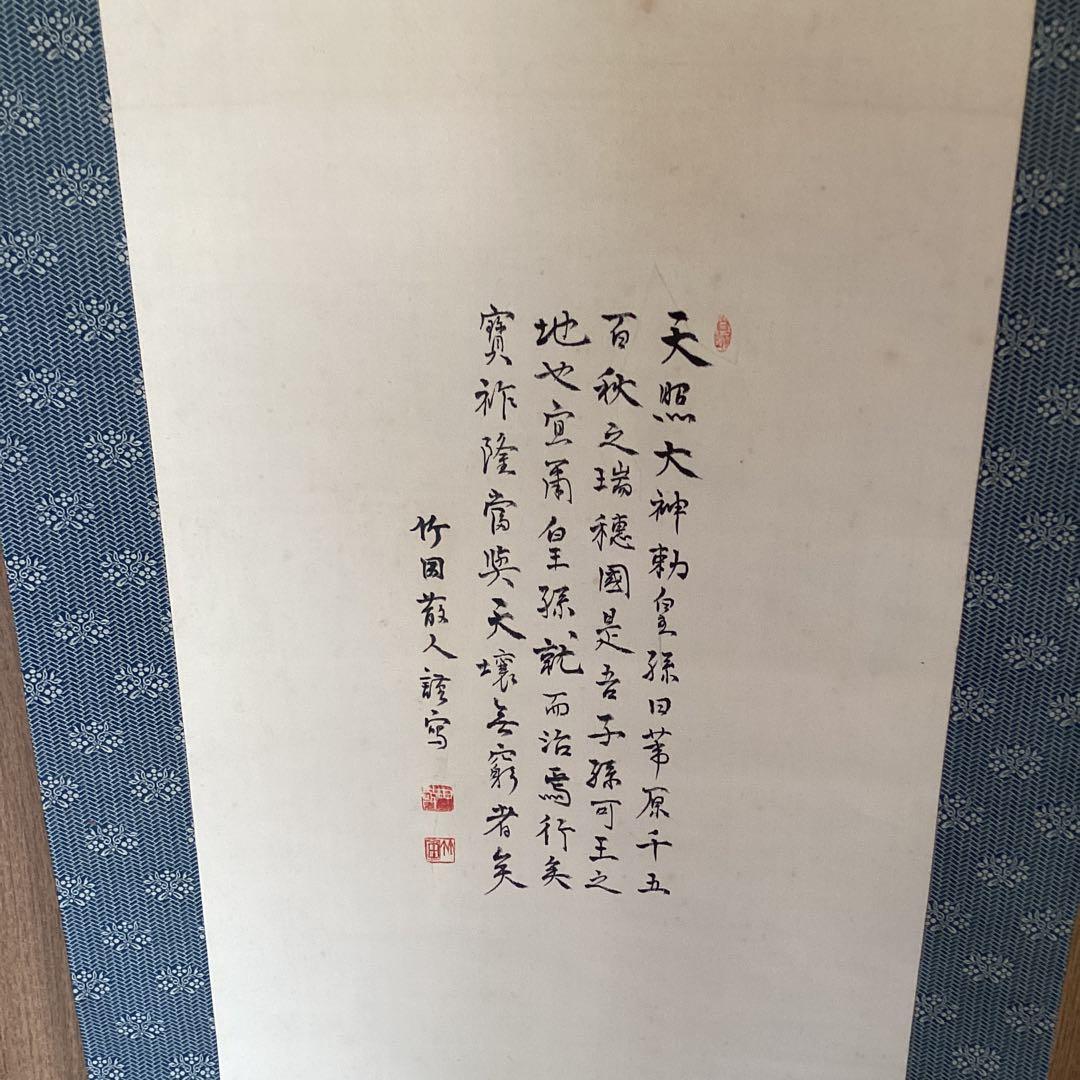 天照大神勅皇孫曰葦原千五
百秋之瑞穂國是吾子孫可王之
地也宜爾皇孫就而治焉行矣
寶祚隆當與天壤無窮者矣
竹園散人謹寫